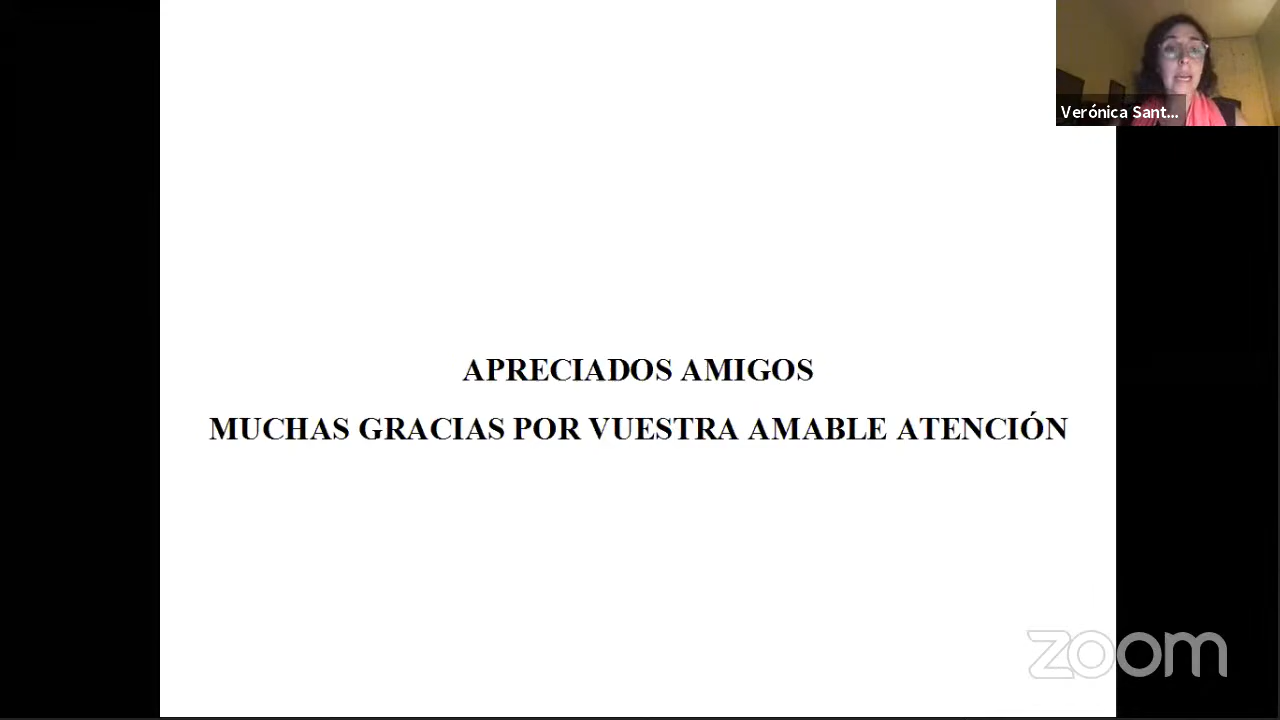 Verónica Sant...
APRECIADOS AMIGOS
MUCHAS GRACIAS POR VUESTRA AMABLE ATENCIÓN
zoom